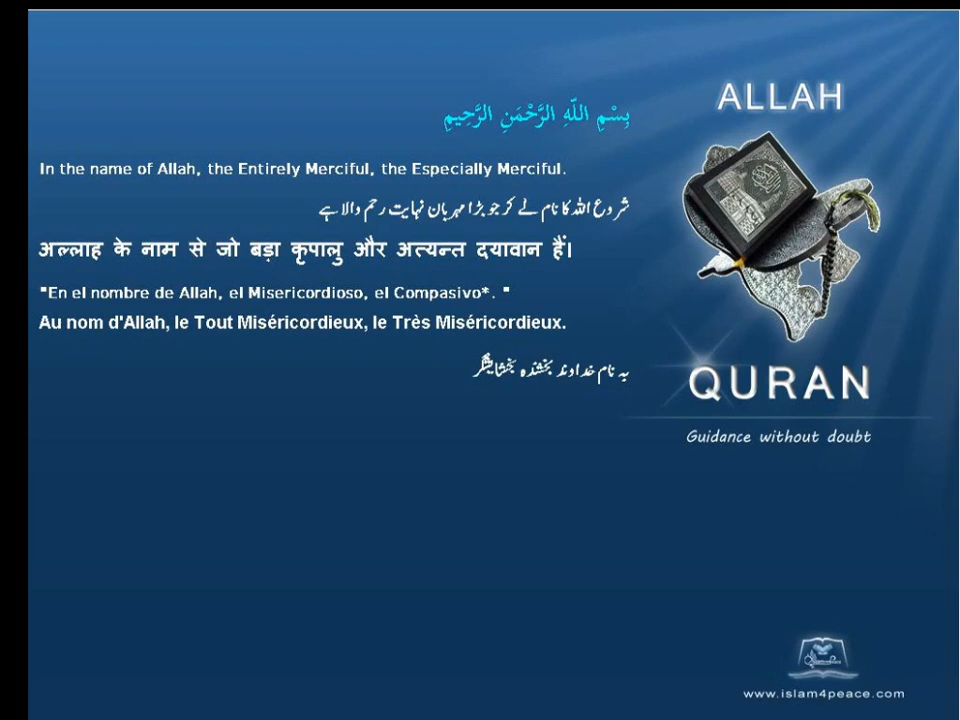 بِسْمِ اللّهِ الرَّحْمَنِ الرَّحِيمِ
In the name of Allah, the Entirely Merciful, the Especially Merciful.
شروع الله کا نام لے کر جو بڑا مہربان نہایت رحم والا ہے
अल्लाह के नाम से जो बड़ा कृपालु और अत्यन्त दयावान हैं।
"En el nombre de Allah, el Misericordioso, el Compasivo*. "
Au nom d'Allah, le Tout Miséricordieux, le Très Miséricordieux.
به نام خداوند بخشنده بخشایشگر
ALLAH
QURAN
Guidance without doubt
www.islam4peace.com